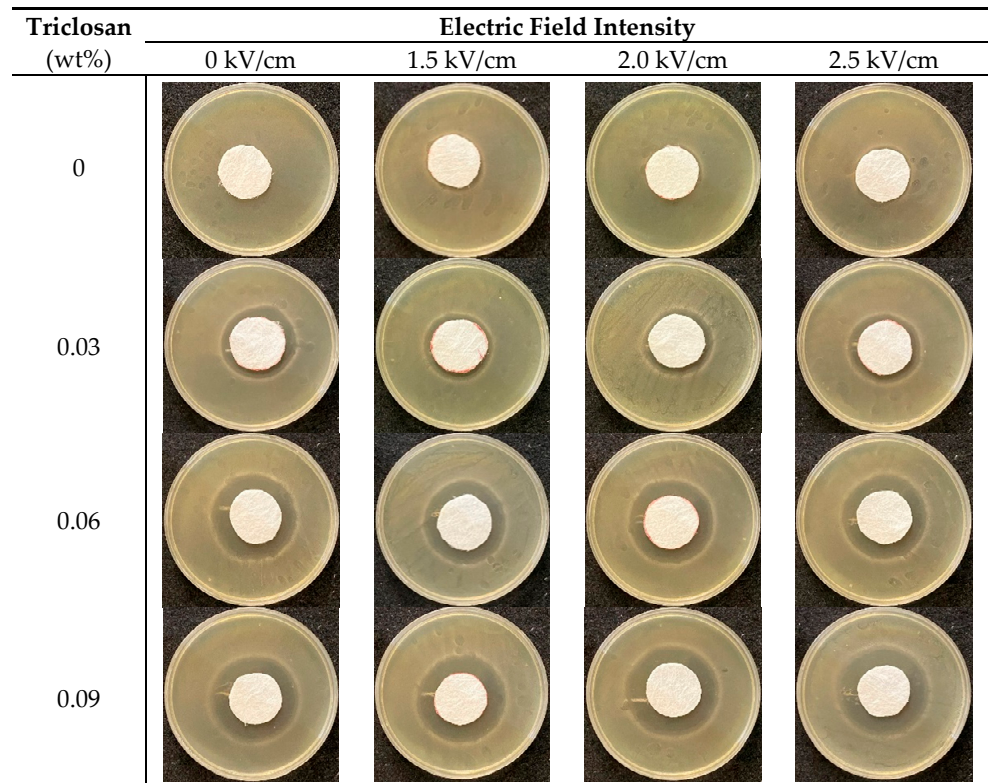 Triclosan
(wt%)
Electric Field Intensity
0 kV/cm 1.5 kV/cm 2.0 kV/cm 2.5 kV/cm
0
0.03
0.06
0.09